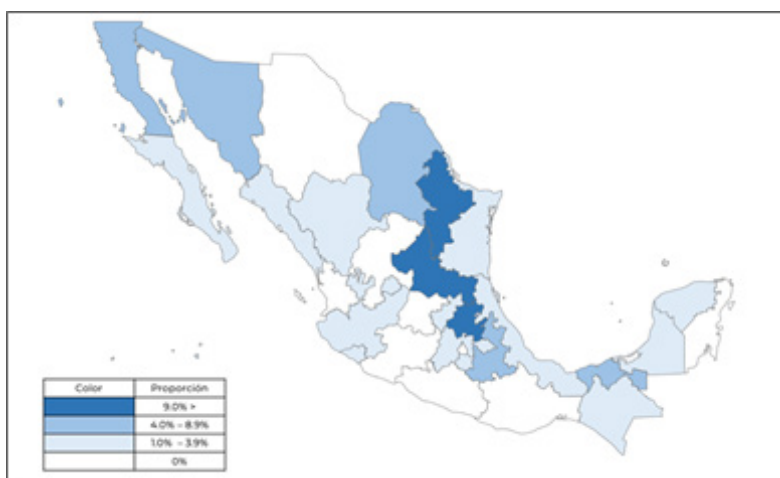 Color Proporción
9.0% >
4.0% – 8.9%
1.0% – 3.9%
0%